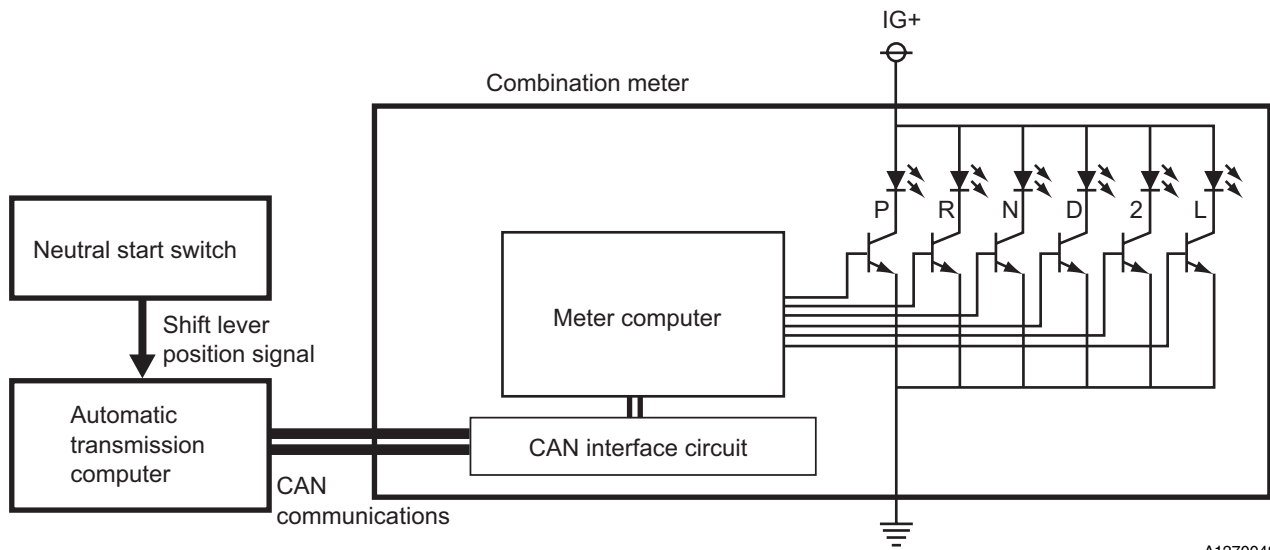 IG+
Combination meter
P R N D 2 L
Neutral start switch
Meter computer
Shift lever
position signal
Automatic
transmission
computer
CAN interface circuit
CAN
communications